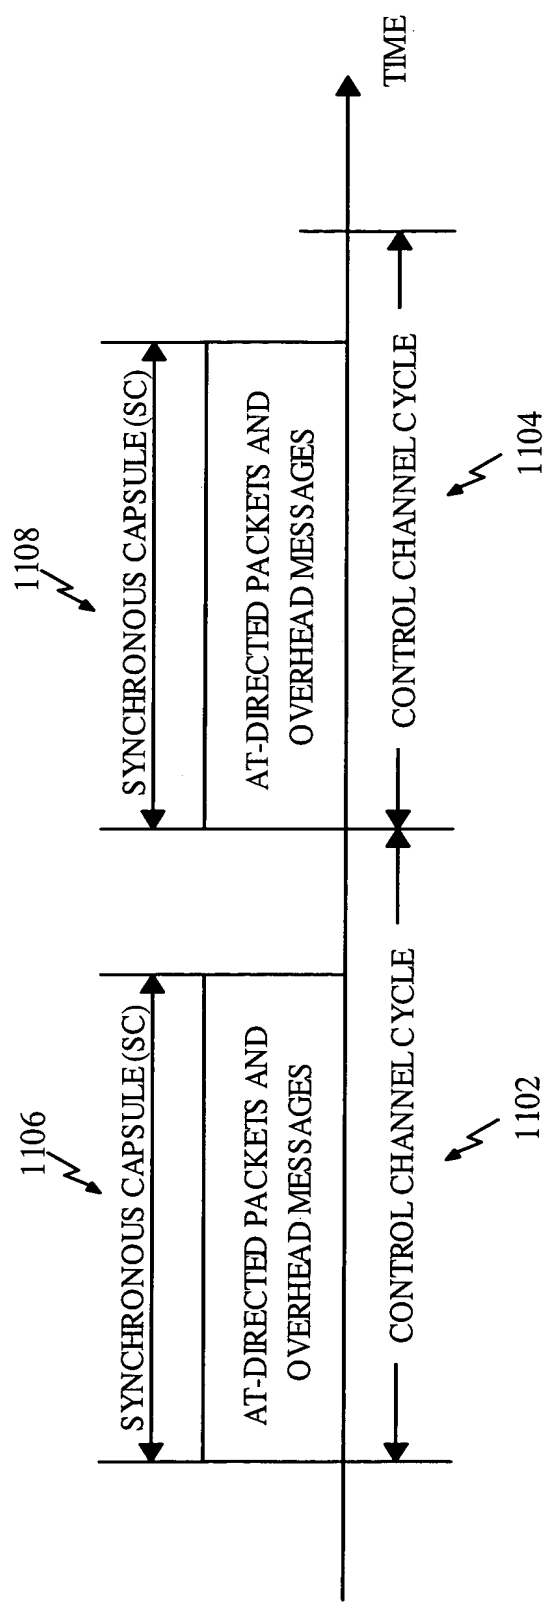 1106
1108
SYNCHRONOUS CAPSULE (SC)
SYNCHRONOUS CAPSULE (SC)
AT-DIRECTED PACKETS AND
OVERHEAD MESSAGES
AT-DIRECTED PACKETS AND
OVERHEAD MESSAGES
TIME
CONTROL CHANNEL CYCLE
CONTROL CHANNEL CYCLE
1102
1104